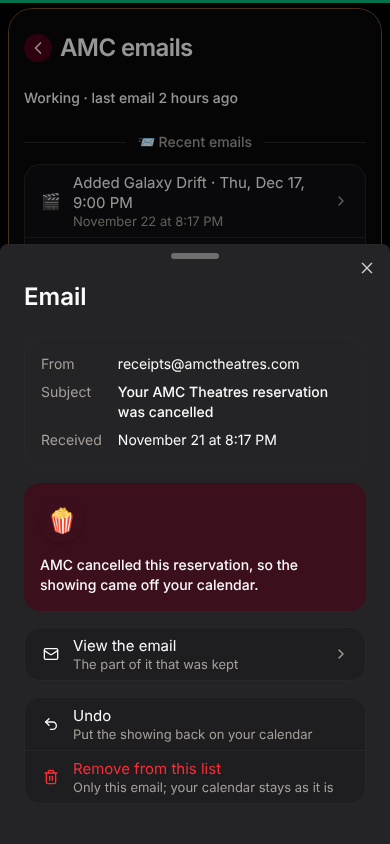 AMC emails
Working · last email 2 hours ago
Recent emails
Added Galaxy Drift · Thu, Dec 17,
9:00 PM
November 22 at 8:17 PM
Email
From receipts@amctheatres.com
Subject Your AMC Theatres reservation
was cancelled
Received November 21 at 8:17 PM
AMC cancelled this reservation, so the
showing came off your calendar.
View the email
The part of it that was kept
Undo
Put the showing back on your calendar
Remove from this list
Only this email; your calendar stays as it is